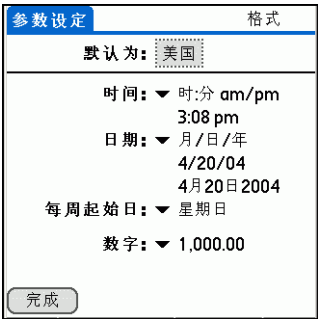 参数设定 格式
默认为: 美国
时间: 时:分 am/pm
3:08 pm
日期: 月/日/年
4/20/04
4月20日2004
每周起始日: 星期日
数字: 1,000.00
完成